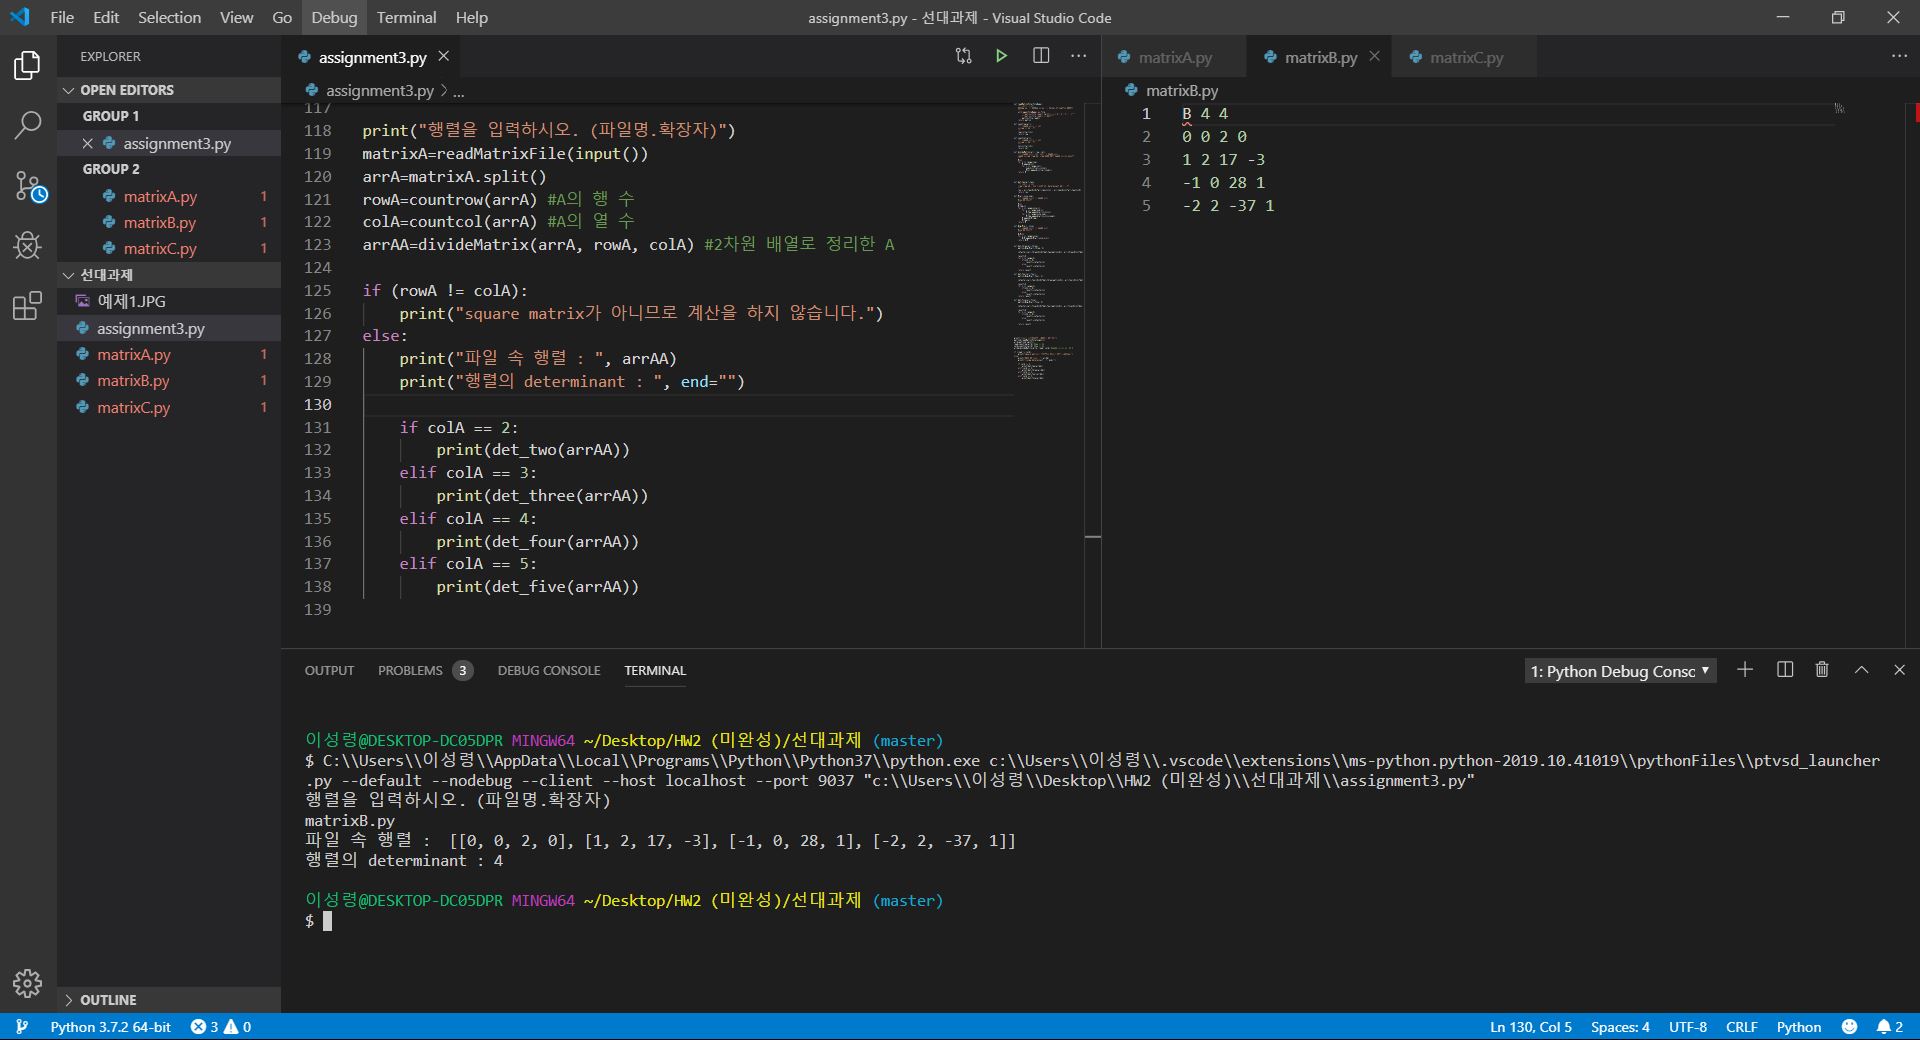 File Edit Selection View Go Debug Terminal Help
assignment3.py - 선대과제 - Visual Studio Code
EXPLORER
OPEN EDITORS
GROUP 1
assignment3.py
GROUP 2
matrixA.py 1
matrixB.py 1
matrixC.py 1
선대과제
예제1.JPG
assignment3.py
matrixA.py 1
matrixB.py 1
matrixC.py 1
OUTLINE
assignment3.py
assignment3.py > ...
117
118 print("행렬을 입력하시오. (파일명.확장자)")
119 matrixA=readMatrixFile(input())
120 arrA=matrixA.split()
121 rowA=countrow(arrA) #A의 행 수
122 colA=countcol(arrA) #A의 열 수
123 arrAA=divideMatrix(arrA, rowA, colA) #2차원 배열로 정리한 A
124
125 if (rowA != colA):
126 print("square matrix가 아니므로 계산을 하지 않습니다.")
127 else:
128 print("파일 속 행렬 : ", arrAA)
129 print("행렬의 determinant : ", end="")
130
131 if colA == 2:
132 print(det_two(arrAA))
133 elif colA == 3:
134 print(det_three(arrAA))
135 elif colA == 4:
136 print(det_four(arrAA))
137 elif colA == 5:
138 print(det_five(arrAA))
139
matrixA.py matrixB.py matrixC.py
matrixB.py
1 B 4 4
2 0 0 2 0
3 1 2 17 -3
4 -1 0 28 1
5 -2 2 -37 1
OUTPUT PROBLEMS 3 DEBUG CONSOLE TERMINAL
1: Python Debug Consc
이성령@DESKTOP-DC05DPR MINGW64 ~/Desktop/HW2 (미완성)/선대과제 (master)
$ C:\\Users\\이성령\\AppData\\Local\\Programs\\Python\\Python37\\python.exe c:\\Users\\이성령\\.vscode\\extensions\\ms-python.python-2019.10.41019\\pythonFiles\\ptvsd_launcher
.py --default --nodebug --client --host localhost --port 9037 "c:\\Users\\이성령\\Desktop\\HW2 (미완성)\\선대과제\\assignment3.py"
행렬을 입력하시오. (파일명.확장자)
matrixB.py
파일 속 행렬 :  [[0, 0, 2, 0], [1, 2, 17, -3], [-1, 0, 28, 1], [-2, 2, -37, 1]]
행렬의 determinant : 4
이성령@DESKTOP-DC05DPR MINGW64 ~/Desktop/HW2 (미완성)/선대과제 (master)
$
Python 3.7.2 64-bit 3 0
Ln 130, Col 5 Spaces: 4 UTF-8 CRLF Python 2